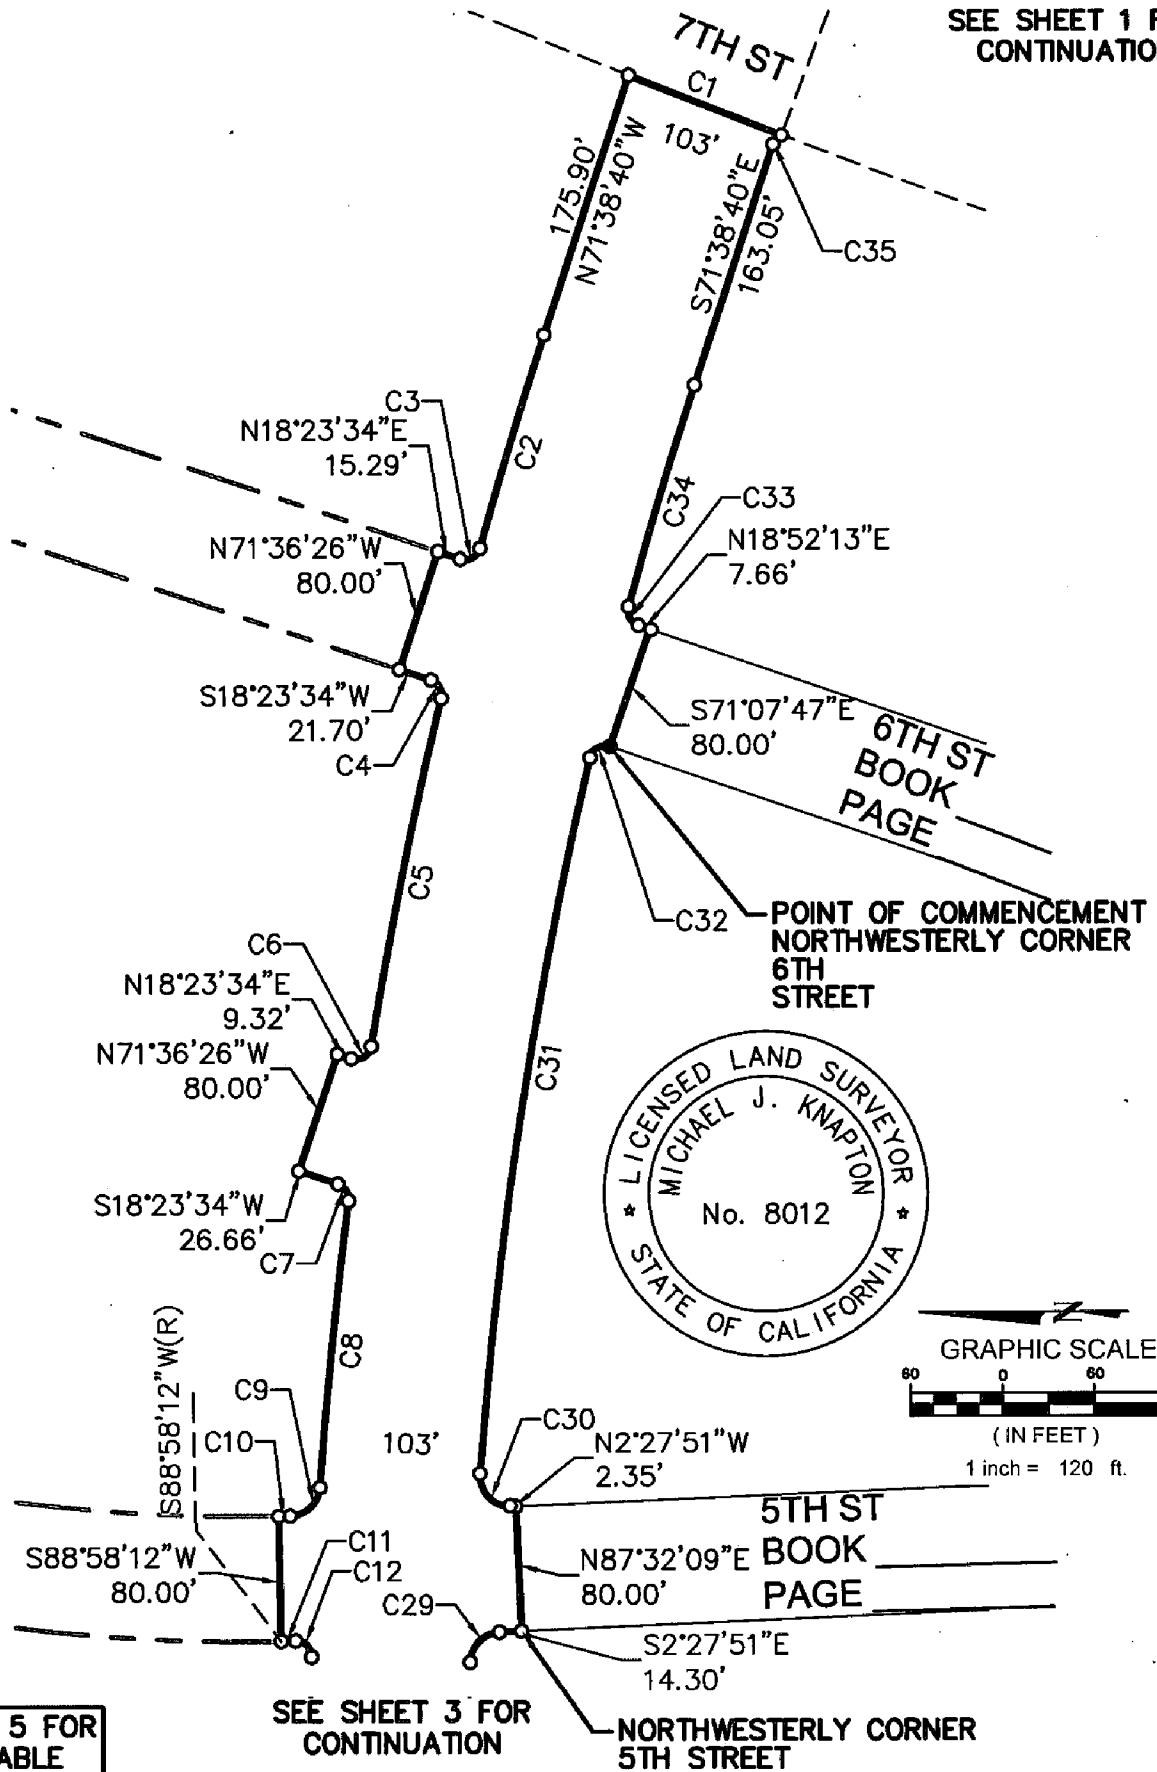 SEE SHEET 1 F
CONTINUATIO
7TH ST
C1
103'
175.90'
N71°38'40"W
S71°38'40"E
163.05'
C35
C3
N18°23'34"E
15.29'
C2
N71°36'26"W
80.00'
C34
C33
N18°52'13"E
7.66'
S18°23'34"W
21.70'
C4
S71°07'47"E
80.00'
6TH ST
BOOK
PAGE
C5
C32
POINT OF COMMENCEMENT
NORTHWESTERLY CORNER
6TH
STREET
C6
N18°23'34"E
9.32'
N71°36'26"W
80.00'
C31
LICENSED LAND SURVEYOR
MICHAEL J. KNAPTON
No. 8012
STATE OF CALIFORNIA
S18°23'34"W
26.66'
C7
C8
S88°58'12"W(R)
C9
C10
103'
C30
N2°27'51"W
2.35'
N
GRAPHIC SCALE
60 0 60
( IN FEET )
1 inch = 120 ft.
5TH ST
BOOK
PAGE
S88°58'12"W
80.00'
C11
C12
C29
N87°32'09"E
80.00'
S2°27'51"E
14.30'
SEE SHEET 3 FOR
CONTINUATION
NORTHWESTERLY CORNER
5TH STREET
5 FOR
ABLE